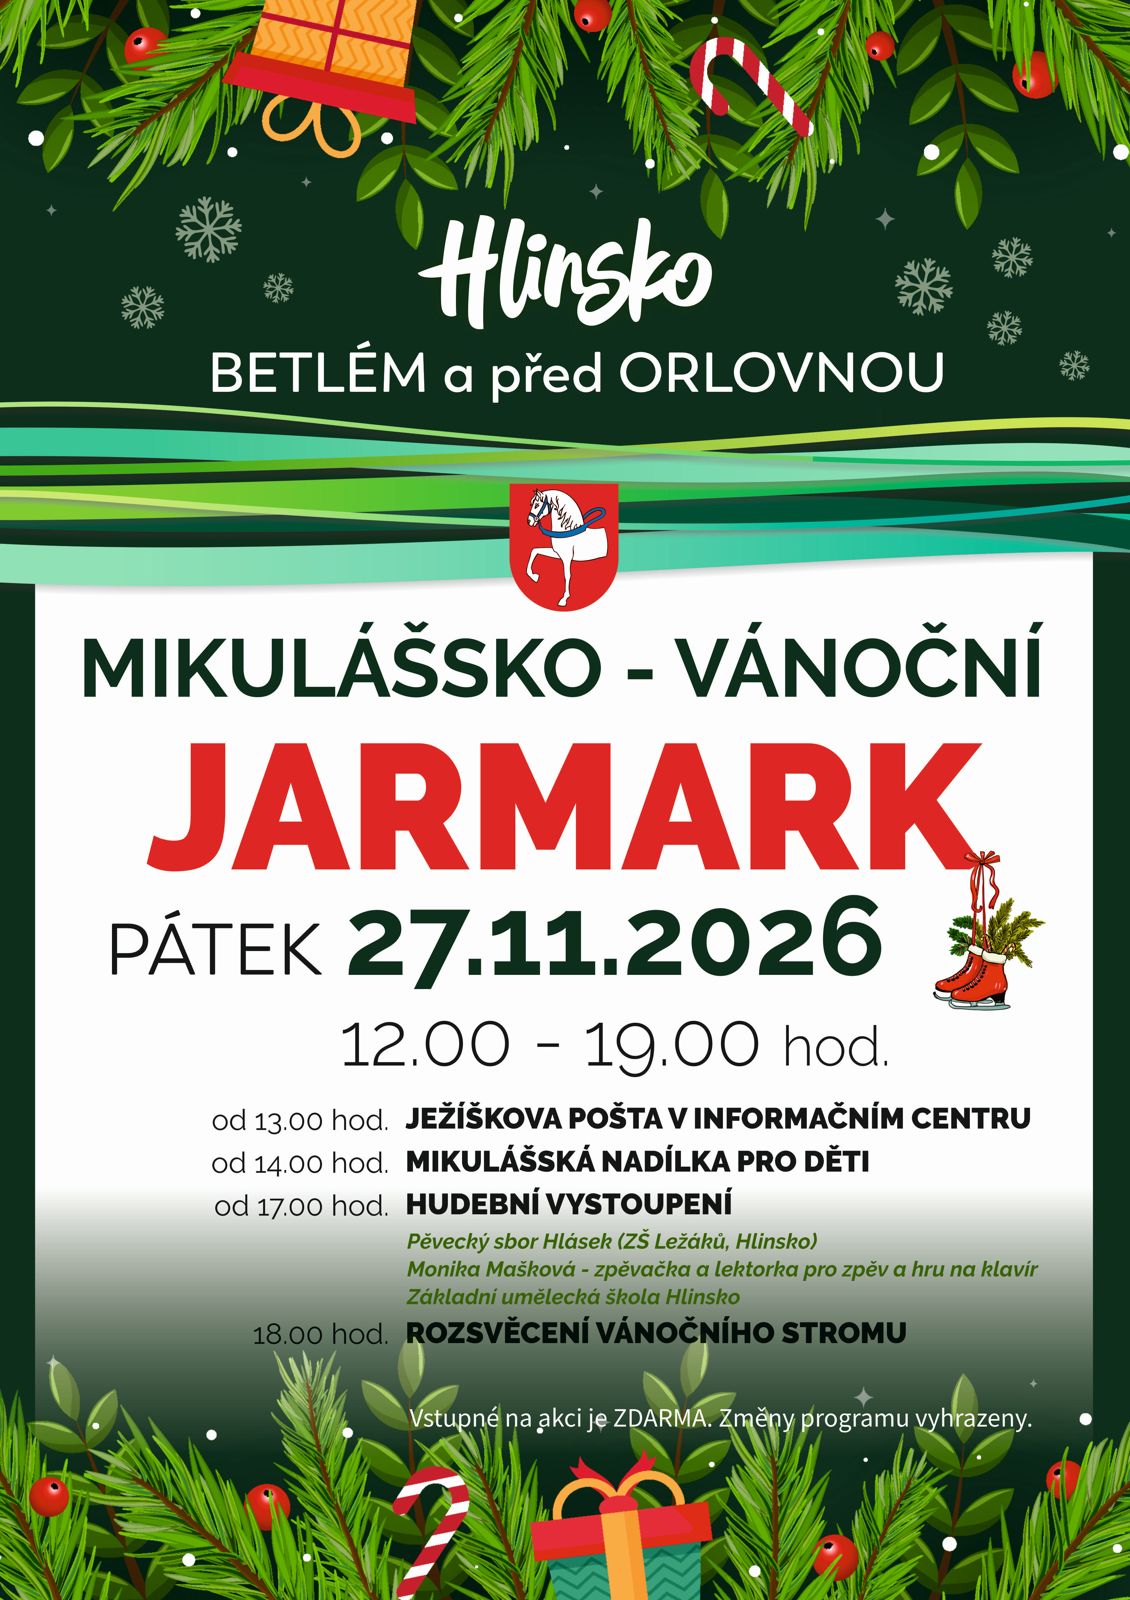 Hlinsko
BETLÉM a před ORLOVNOU
MIKULÁŠSKO - VÁNOČNÍ
JARMARK
PÁTEK 27.11.2026
12.00 - 19.00 hod.
od 13.00 hod. JEŽÍŠKOVA POŠTA V INFORMAČNÍM CENTRU
od 14.00 hod. MIKULÁŠSKÁ NADÍLKA PRO DĚTI
od 17.00 hod. HUDEBNÍ VYSTOUPENÍ
Pěvecký sbor Hlásek (ZŠ Ležáků, Hlinsko)
Monika Mašková - zpěvačka a lektorka pro zpěv a hru na klavír
Základní umělecká škola Hlinsko
18.00 hod. ROZSVĚCENÍ VÁNOČNÍHO STROMU
Vstupné na akci je ZDARMA. Změny programu vyhrazeny.